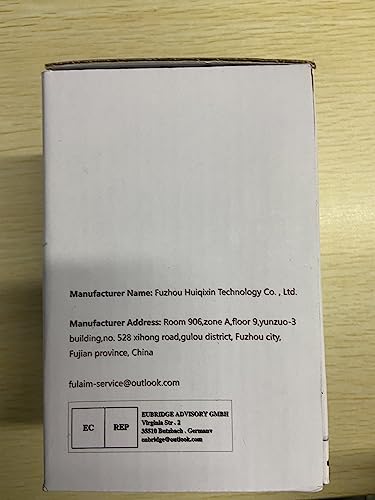 Manufacturer Name: Fuzhou Huiqixin Technology Co. , Ltd.
Manufacturer Address: Room 906,zone A,floor 9,yunzuo-3
building,no. 528 xihong road,gulou district, Fuzhou city,
Fujian province, China
fulaim-service@outlook.com
EC REP
EUBRIDGE ADVISORY GMBH
Virginia Str . 2
35510 Butzbach , Germany
eubridge@outlook.com